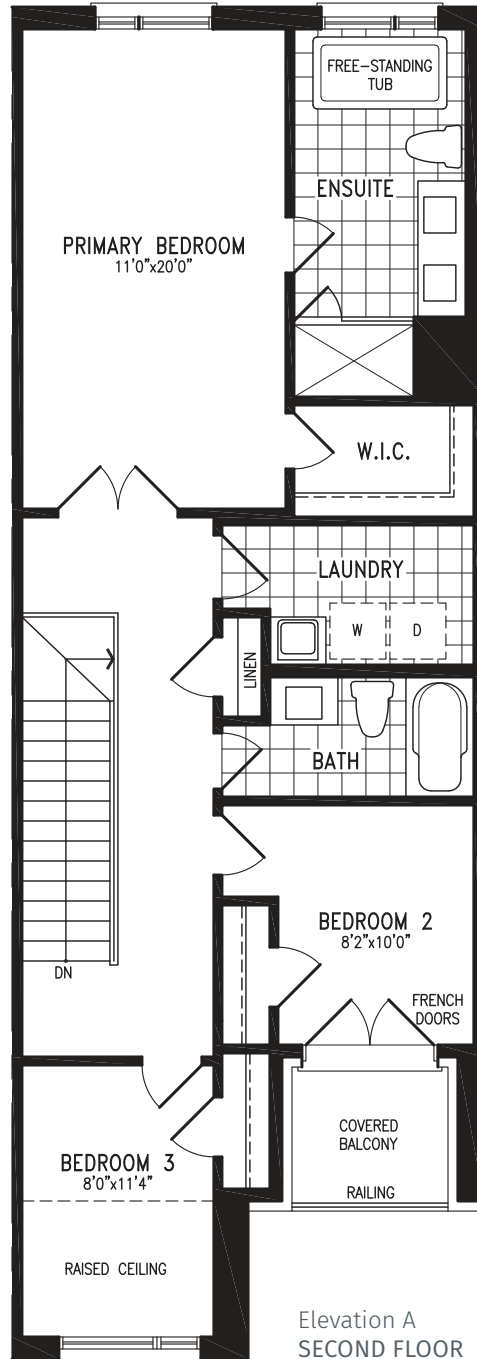 FREE-STANDING
TUB
ENSUITE
PRIMARY BEDROOM
11'0"x20'0"
W.I.C.
LAUNDRY
W
D
LINEN
BATH
BEDROOM 2
8'2"x10'0"
DN
FRENCH
DOORS
COVERED
BALCONY
BEDROOM 3
8'0"x11'4"
RAILING
RAISED CEILING
Elevation A
SECOND FLOOR